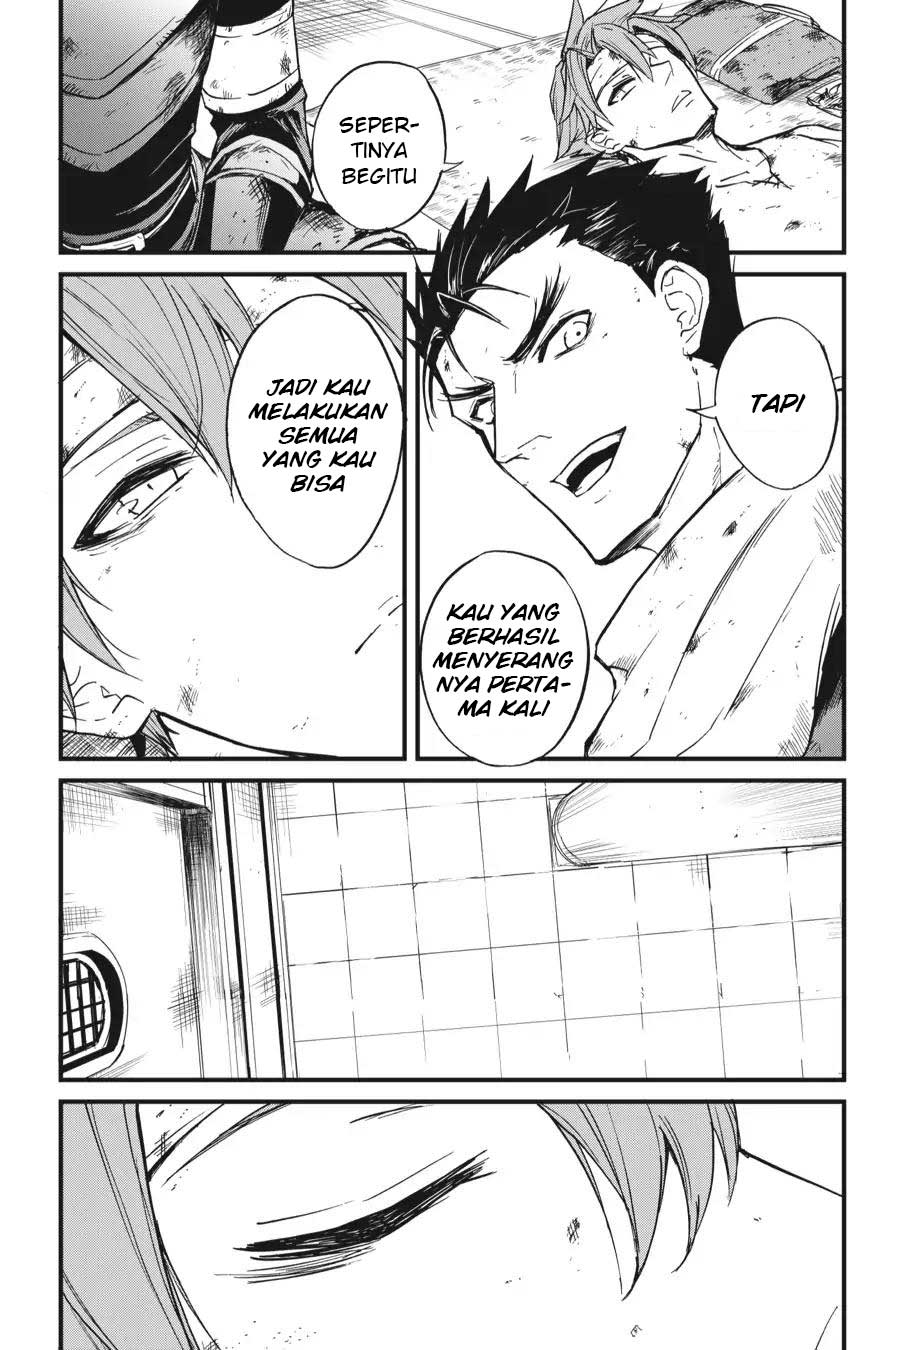 SEPER-
TINYA
BEGITU
TAPI
KAU YANG
BERHASIL
MENYERANG
NYA PERTA-
MA KALI
JADI KAU
MELAKUKAN
SEMUA
YANG KAU
BISA